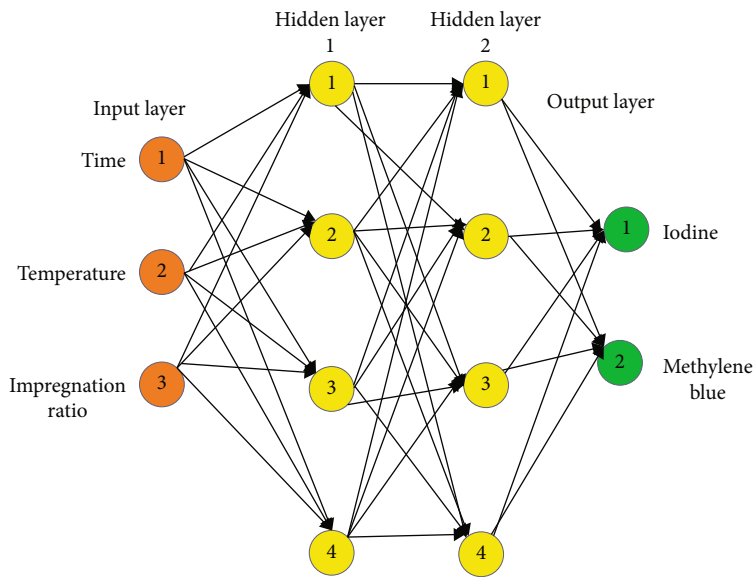 Hidden layer
1
Hidden layer
2
Input layer
Output layer
Time
Temperature
Impregnation
ratio
1
2
3
1
2
3
4
1
2
3
4
1
2
Iodine
Methylene
blue